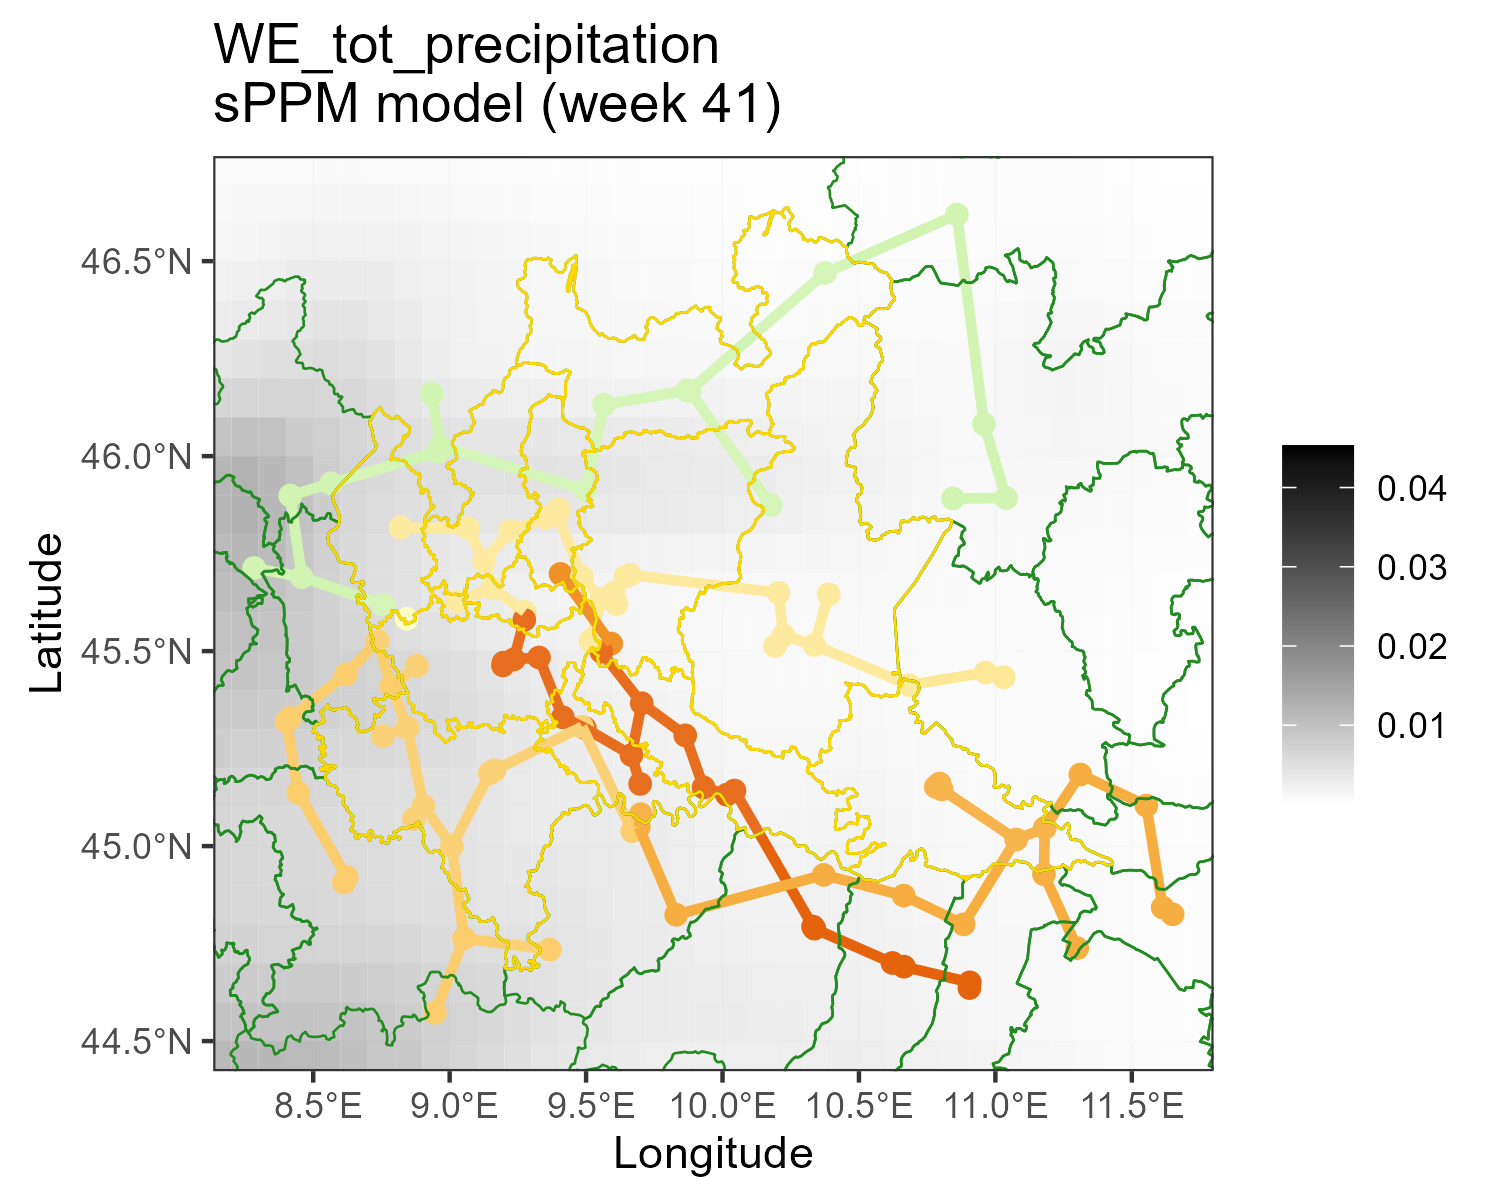 WE_tot_precipitation
sPPM model (week 41)
46.5°N
46.0°N
45.5°N
45.0°N
44.5°N
Latitude
8.5°E 9.0°E 9.5°E 10.0°E 10.5°E 11.0°E 11.5°E
Longitude
0.04
0.03
0.02
0.01